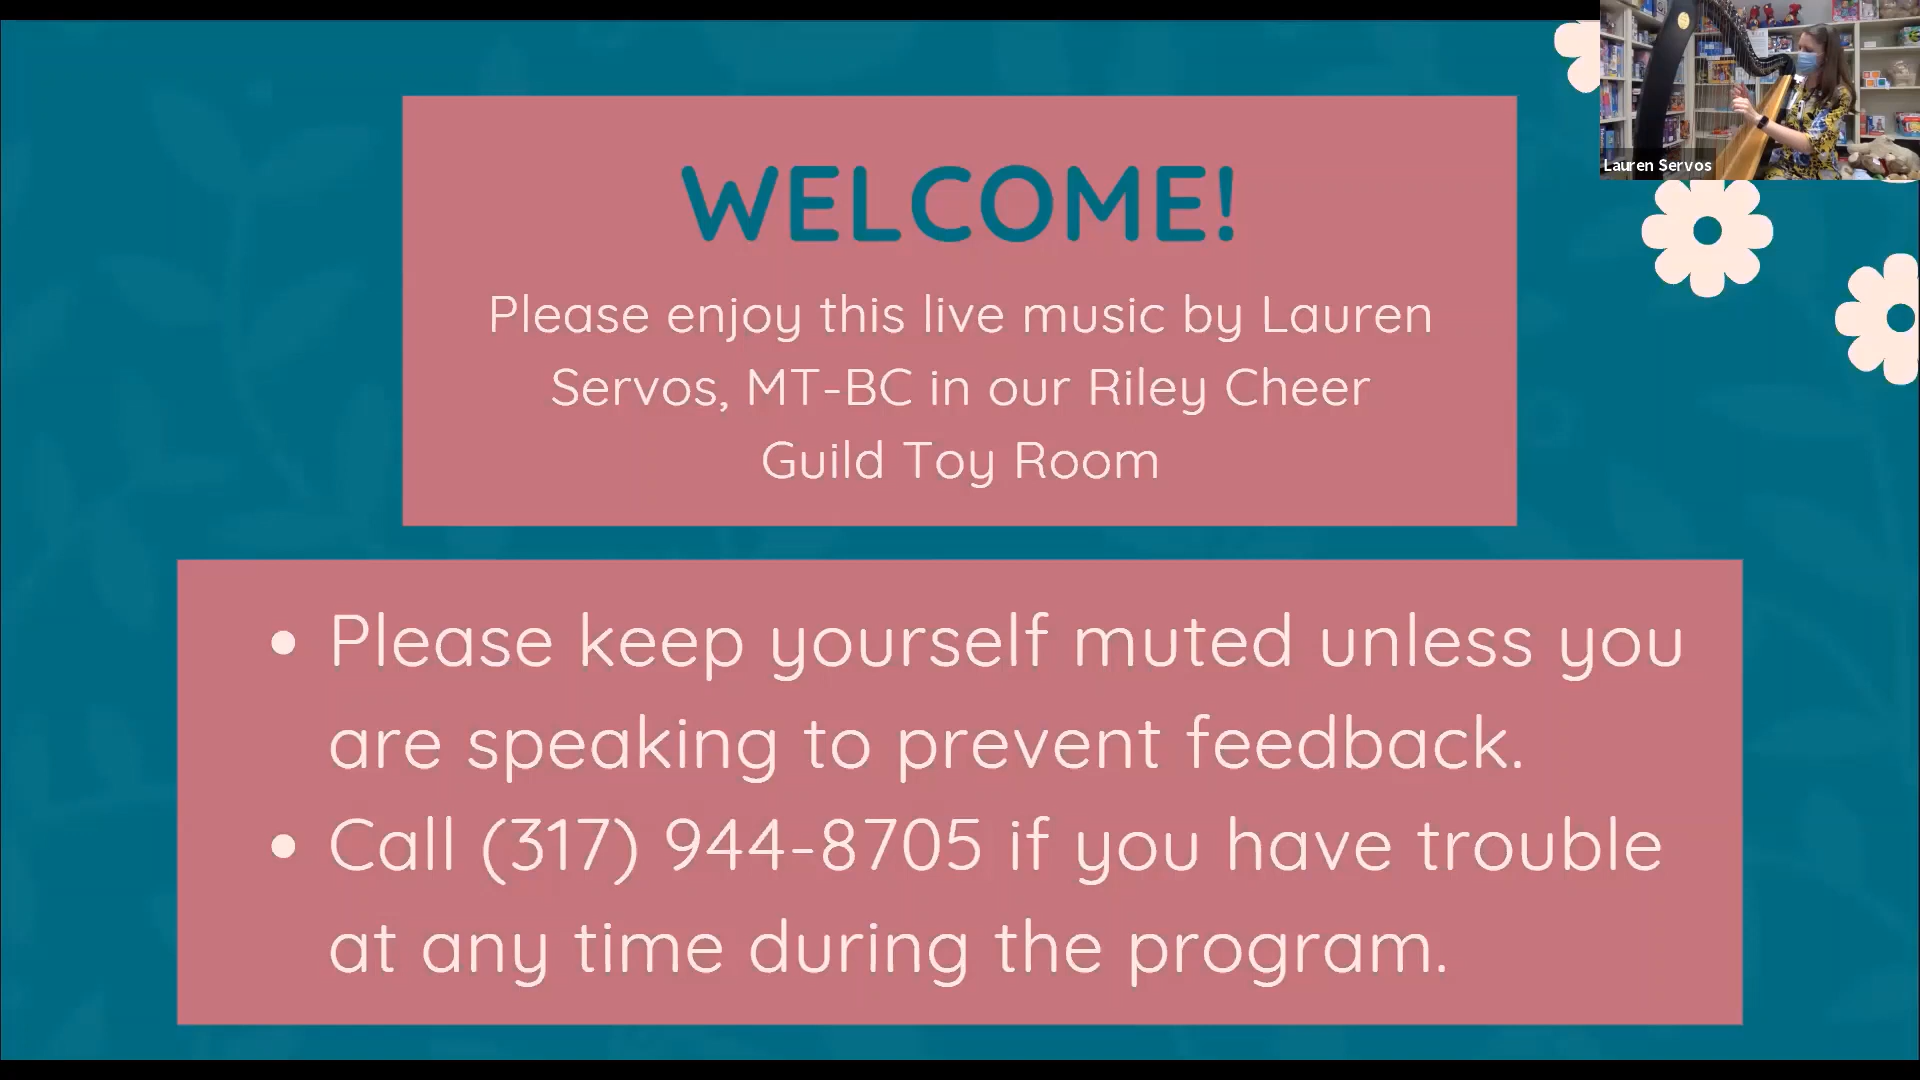 WELCOME!
Please enjoy this live music by Lauren
Servos, MT-BC in our Riley Cheer
Guild Toy Room
Lauren Servos
• Please keep yourself muted unless you
are speaking to prevent feedback.
• Call (317) 944-8705 if you have trouble
at any time during the program.